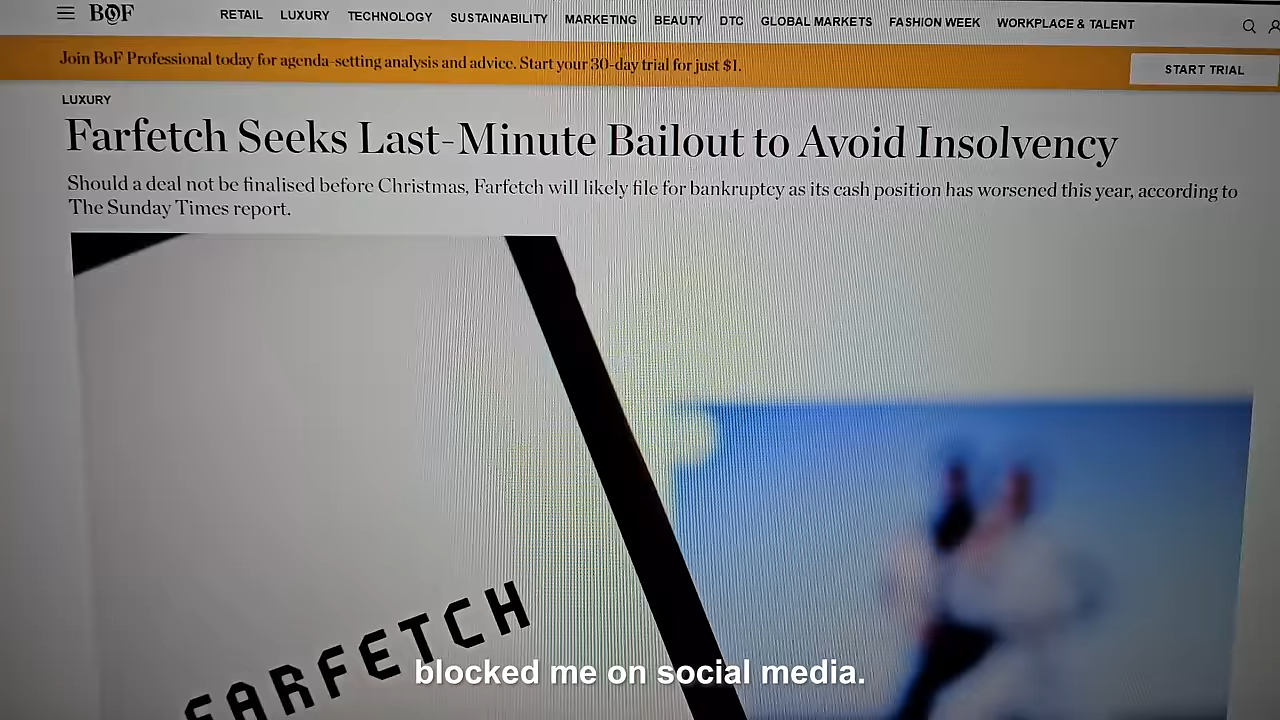 BOF
RETAIL LUXURY TECHNOLOGY SUSTAINABILITY MARKETING BEAUTY DTC GLOBAL MARKETS FASHION WEEK WORKPLACE & TALENT
Join BoF Professional today for agenda-setting analysis and advice. Start your 30-day trial for just $1.
START TRIAL
LUXURY
Farfetch Seeks Last-Minute Bailout to Avoid Insolvency
Should a deal not be finalised before Christmas, Farfetch will likely file for bankruptcy as its cash position has worsened this year, according to
The Sunday Times report.
FARFETCH
blocked me on social media.